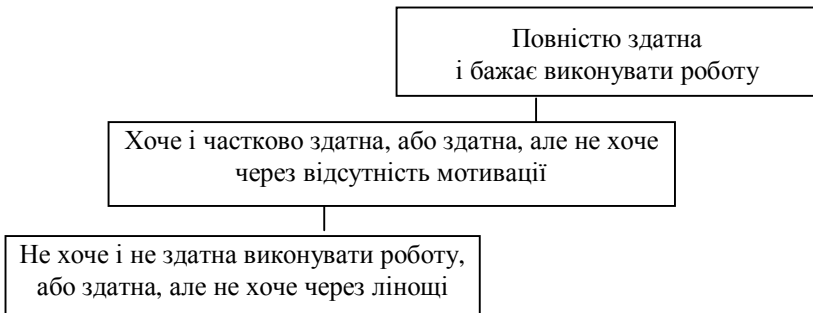 Повністю здатна
і бажає виконувати роботу
Хоче і частково здатна, або здатна, але не хоче
через відсутність мотивації
Не хоче і не здатна виконувати роботу,
або здатна, але не хоче через лінощі